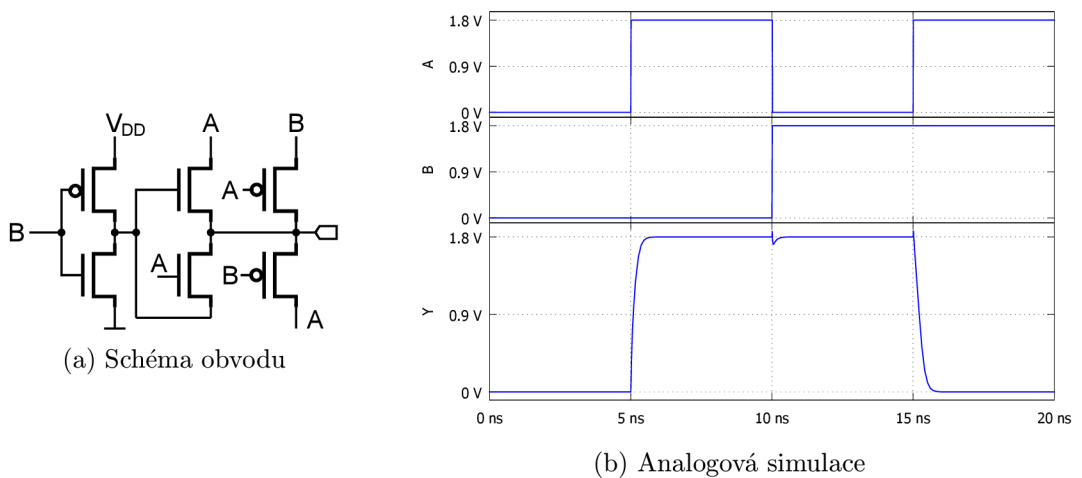 V_DD A B
A
B
A B
A
(a) Schéma obvodu
1.8 V
A 0.9 V
0 V
1.8 V
B 0.9 V
0 V
1.8 V
Y 0.9 V
0 V
0 ns 5 ns 10 ns 15 ns 20 ns
(b) Analogová simulace